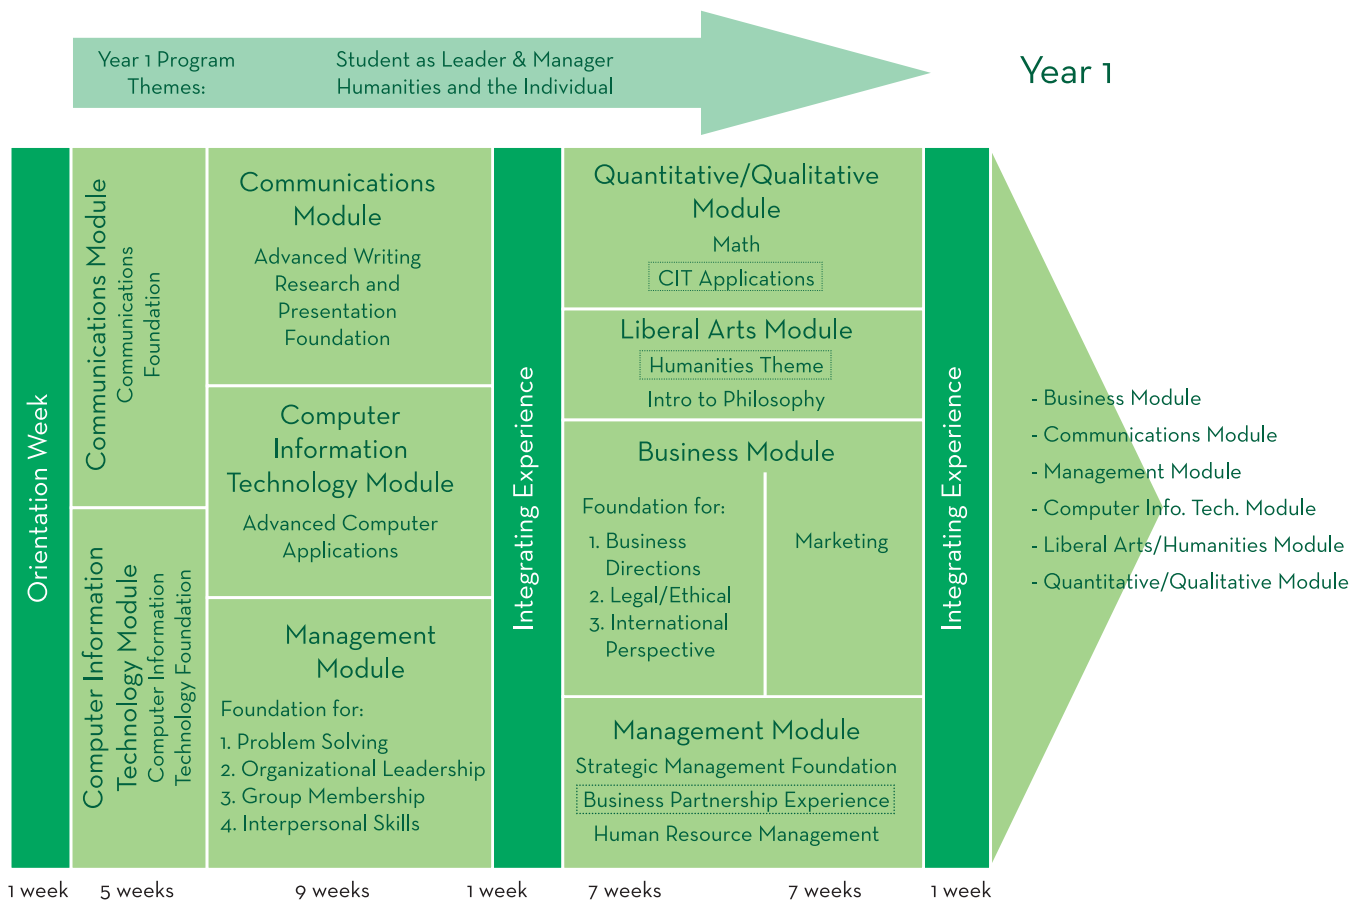 Year 1 Program
Themes:
Student as Leader & Manager
Humanities and the Individual
Year 1
Orientation Week
Communications Module
Communications
Foundation
Computer Information
Technology Module
Computer Information
Technology Foundation
Communications
Module
Advanced Writing
Research and
Presentation
Foundation
Computer
Information
Technology Module
Advanced Computer
Applications
Management
Module
Foundation for:
1. Problem Solving
2. Organizational Leadership
3. Group Membership
4. Interpersonal Skills
Integrating Experience
Quantitative/Qualitative
Module
Math
CIT Applications
Liberal Arts Module
Humanities Theme
Intro to Philosophy
Business Module
Foundation for:
1. Business
Directions
2. Legal/Ethical
3. International
Perspective
Marketing
Management Module
Strategic Management Foundation
Business Partnership Experience
Human Resource Management
Integrating Experience
- Business Module
- Communications Module
- Management Module
- Computer Info. Tech. Module
- Liberal Arts/Humanities Module
- Quantitative/Qualitative Module
1 week
5 weeks
9 weeks
1 week
7 weeks
7 weeks
1 week